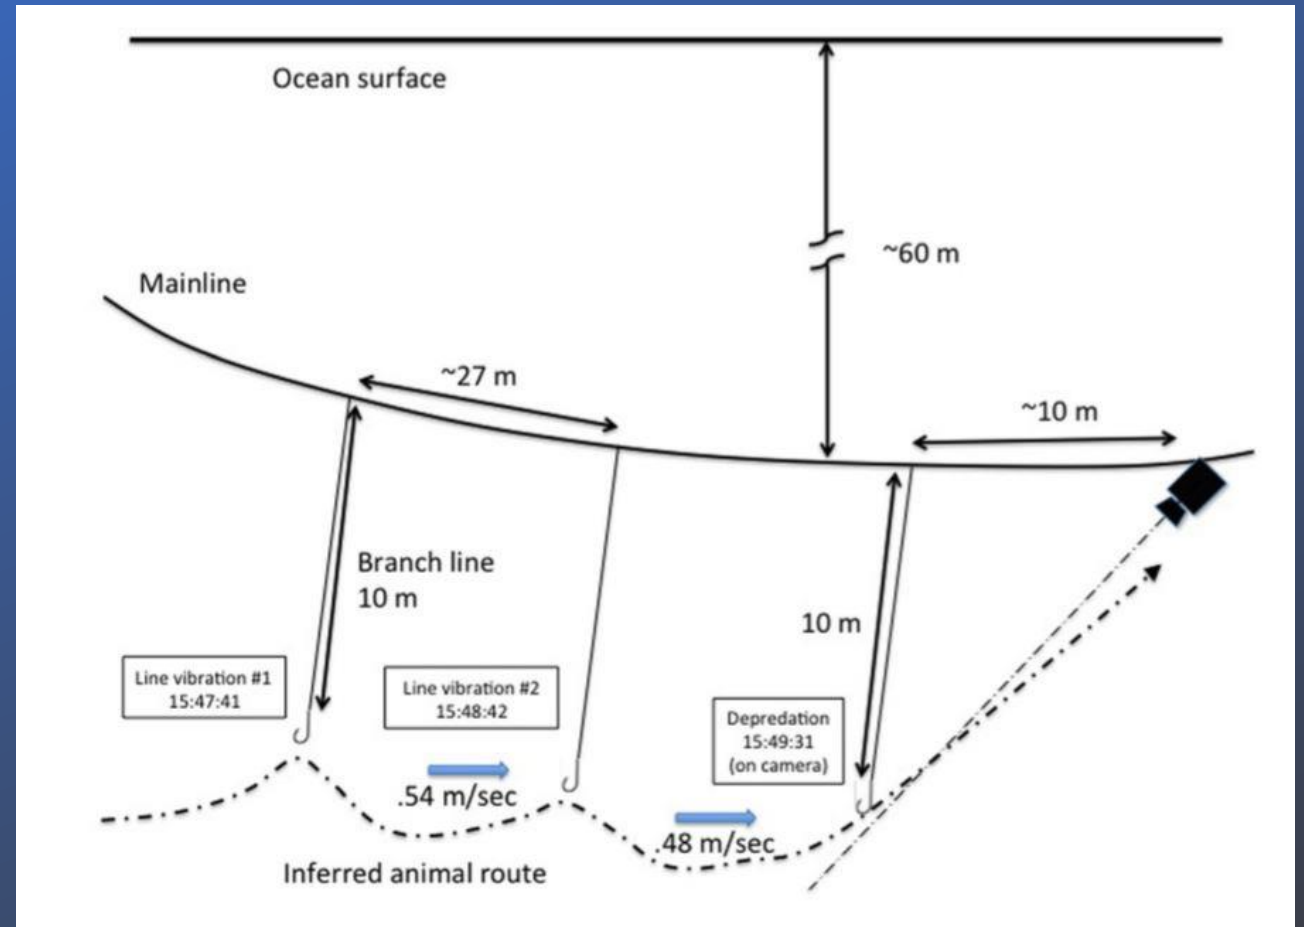 Ocean surface
~60 m
Mainline
~27 m
~10 m
Branch line
10 m
10 m
Line vibration #1
15:47:41
Line vibration #2
15:48:42
Depredation
15:49:31
(on camera)
.54 m/sec
.48 m/sec
Inferred animal route